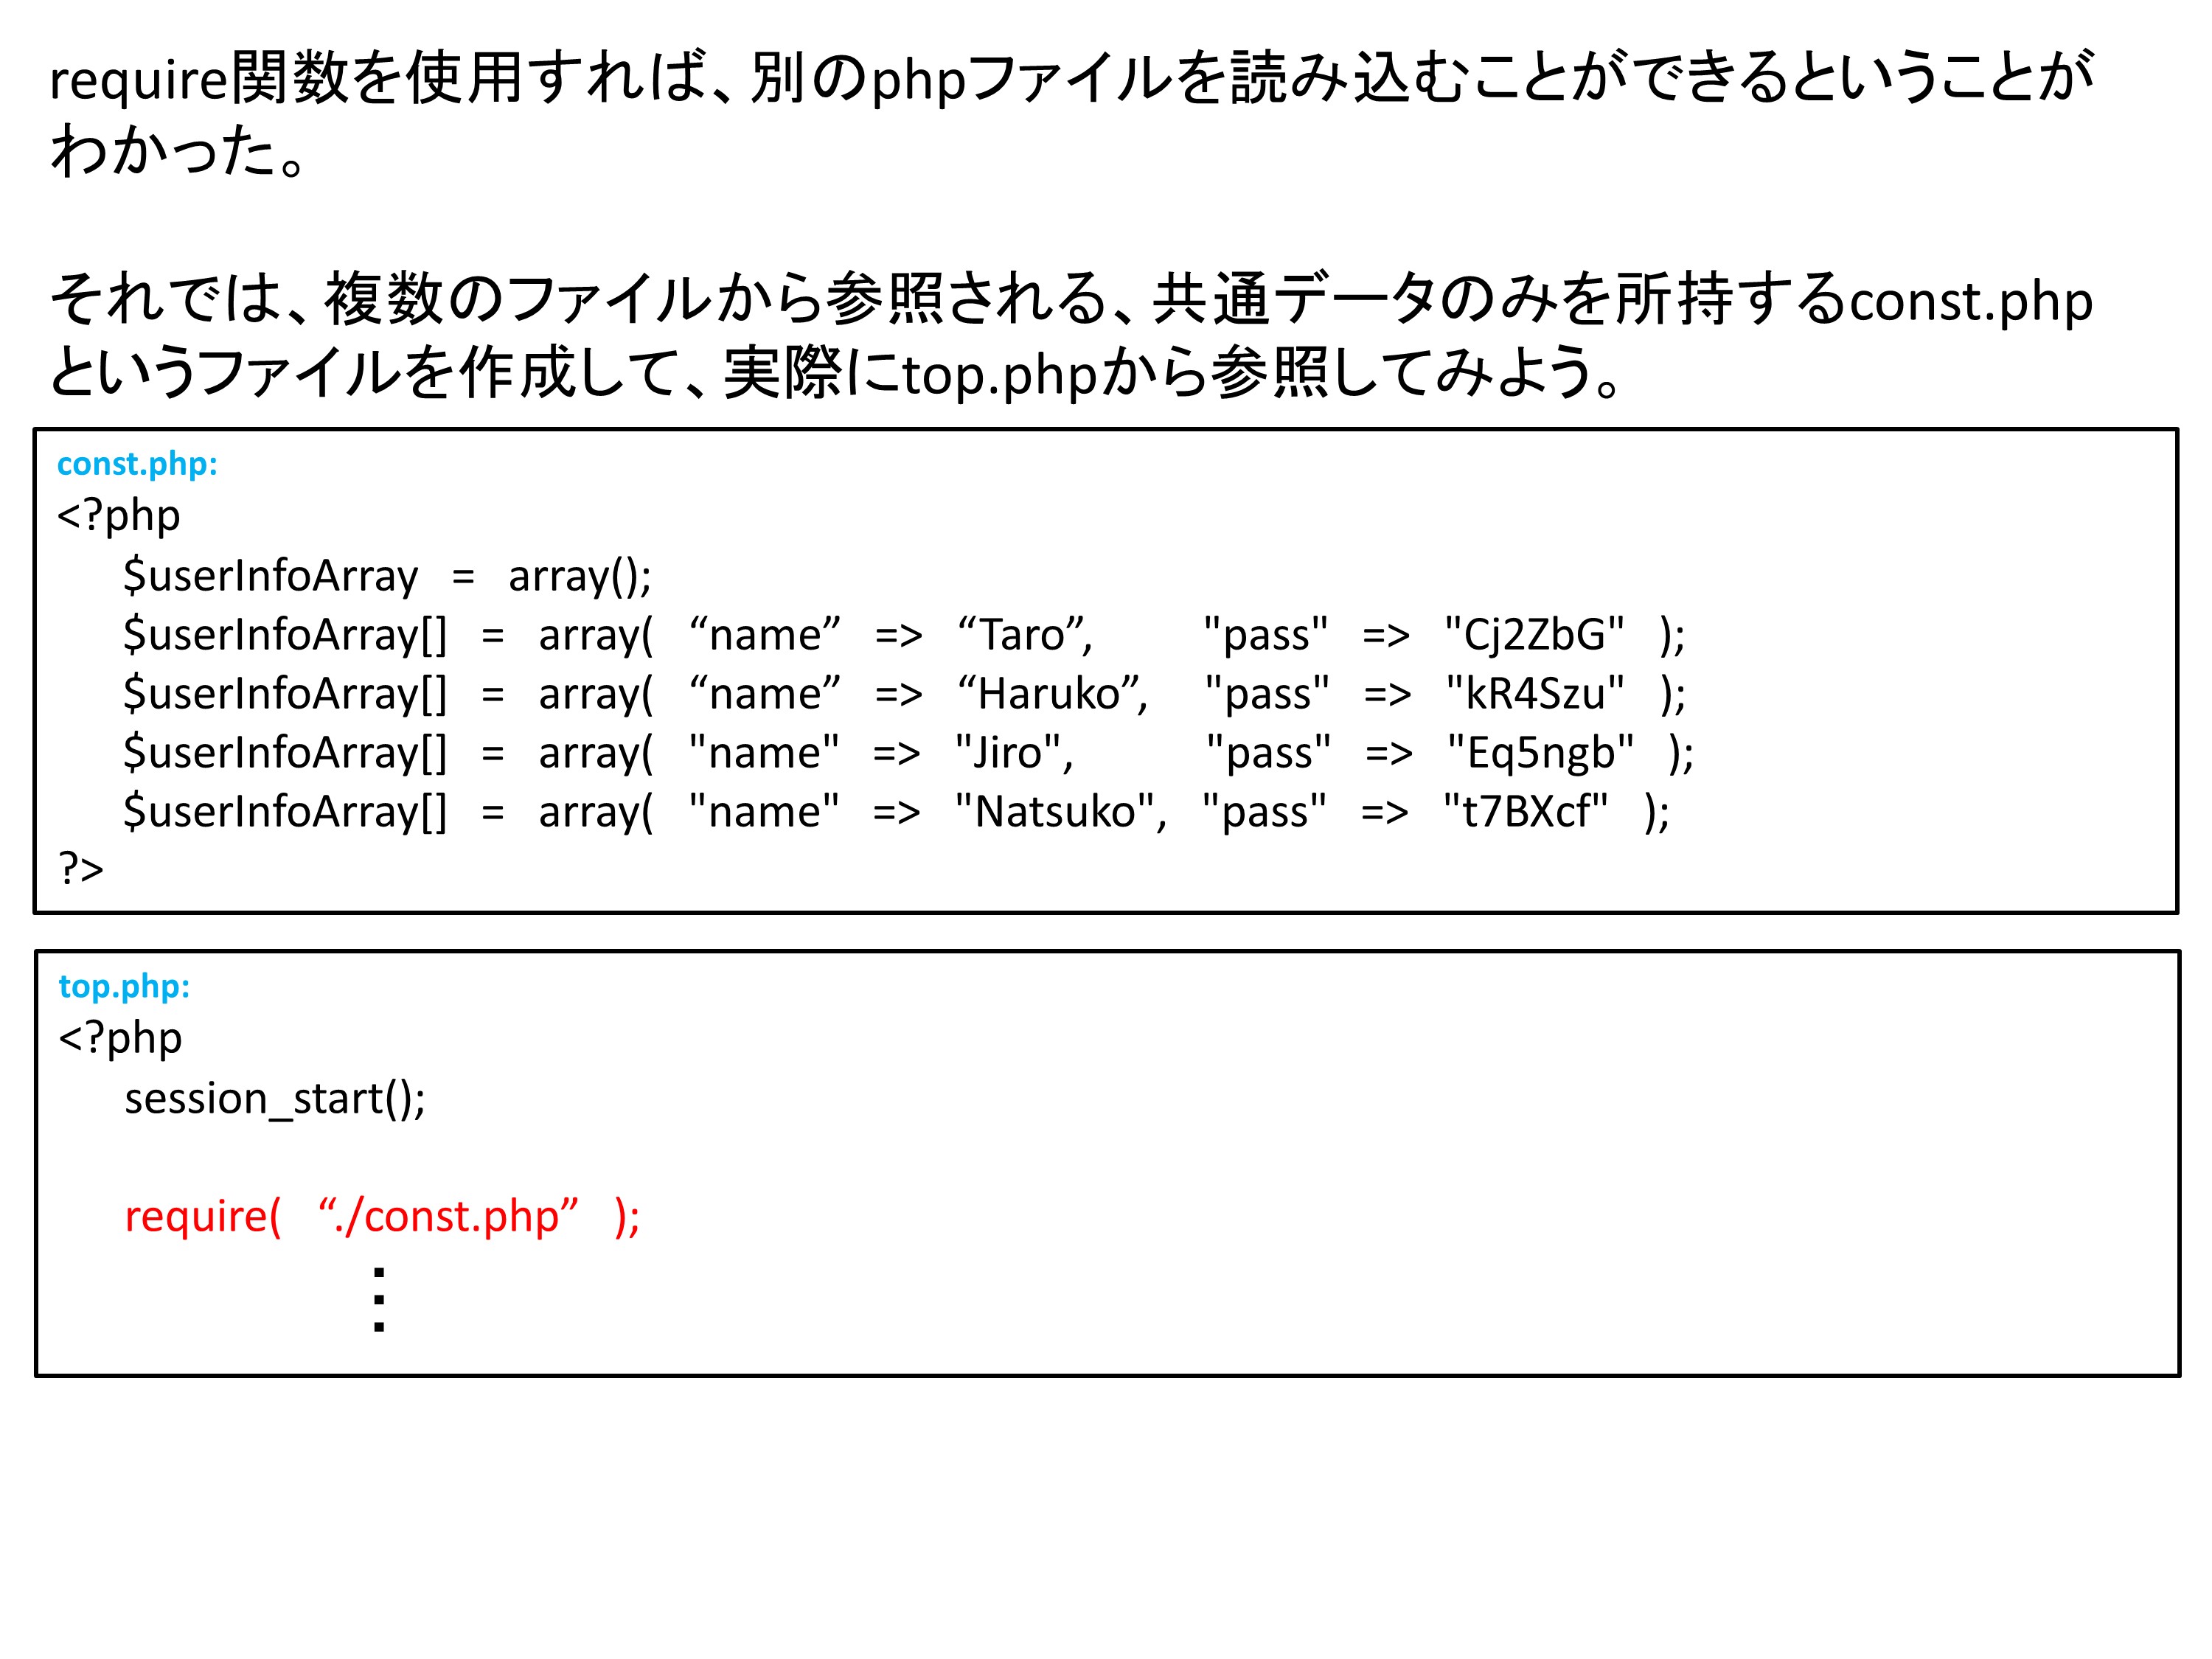 require関数を使用すれば、別のphpファイルを読み込むことができるということが
わかった。
それでは、複数のファイルから参照される、共通データのみを所持するconst.php
というファイルを作成して、実際にtop.phpから参照してみよう。
const.php:
<?php
$userInfoArray = array();
$userInfoArray[] = array( “name” => “Taro”, "pass" => "Cj2ZbG" );
$userInfoArray[] = array( “name” => “Haruko”, "pass" => "kR4Szu" );
$userInfoArray[] = array( "name" => "Jiro", "pass" => "Eq5ngb" );
$userInfoArray[] = array( "name" => "Natsuko", "pass" => "t7BXcf" );
?>
top.php:
<?php
session_start();
require( “./const.php” );
⋮